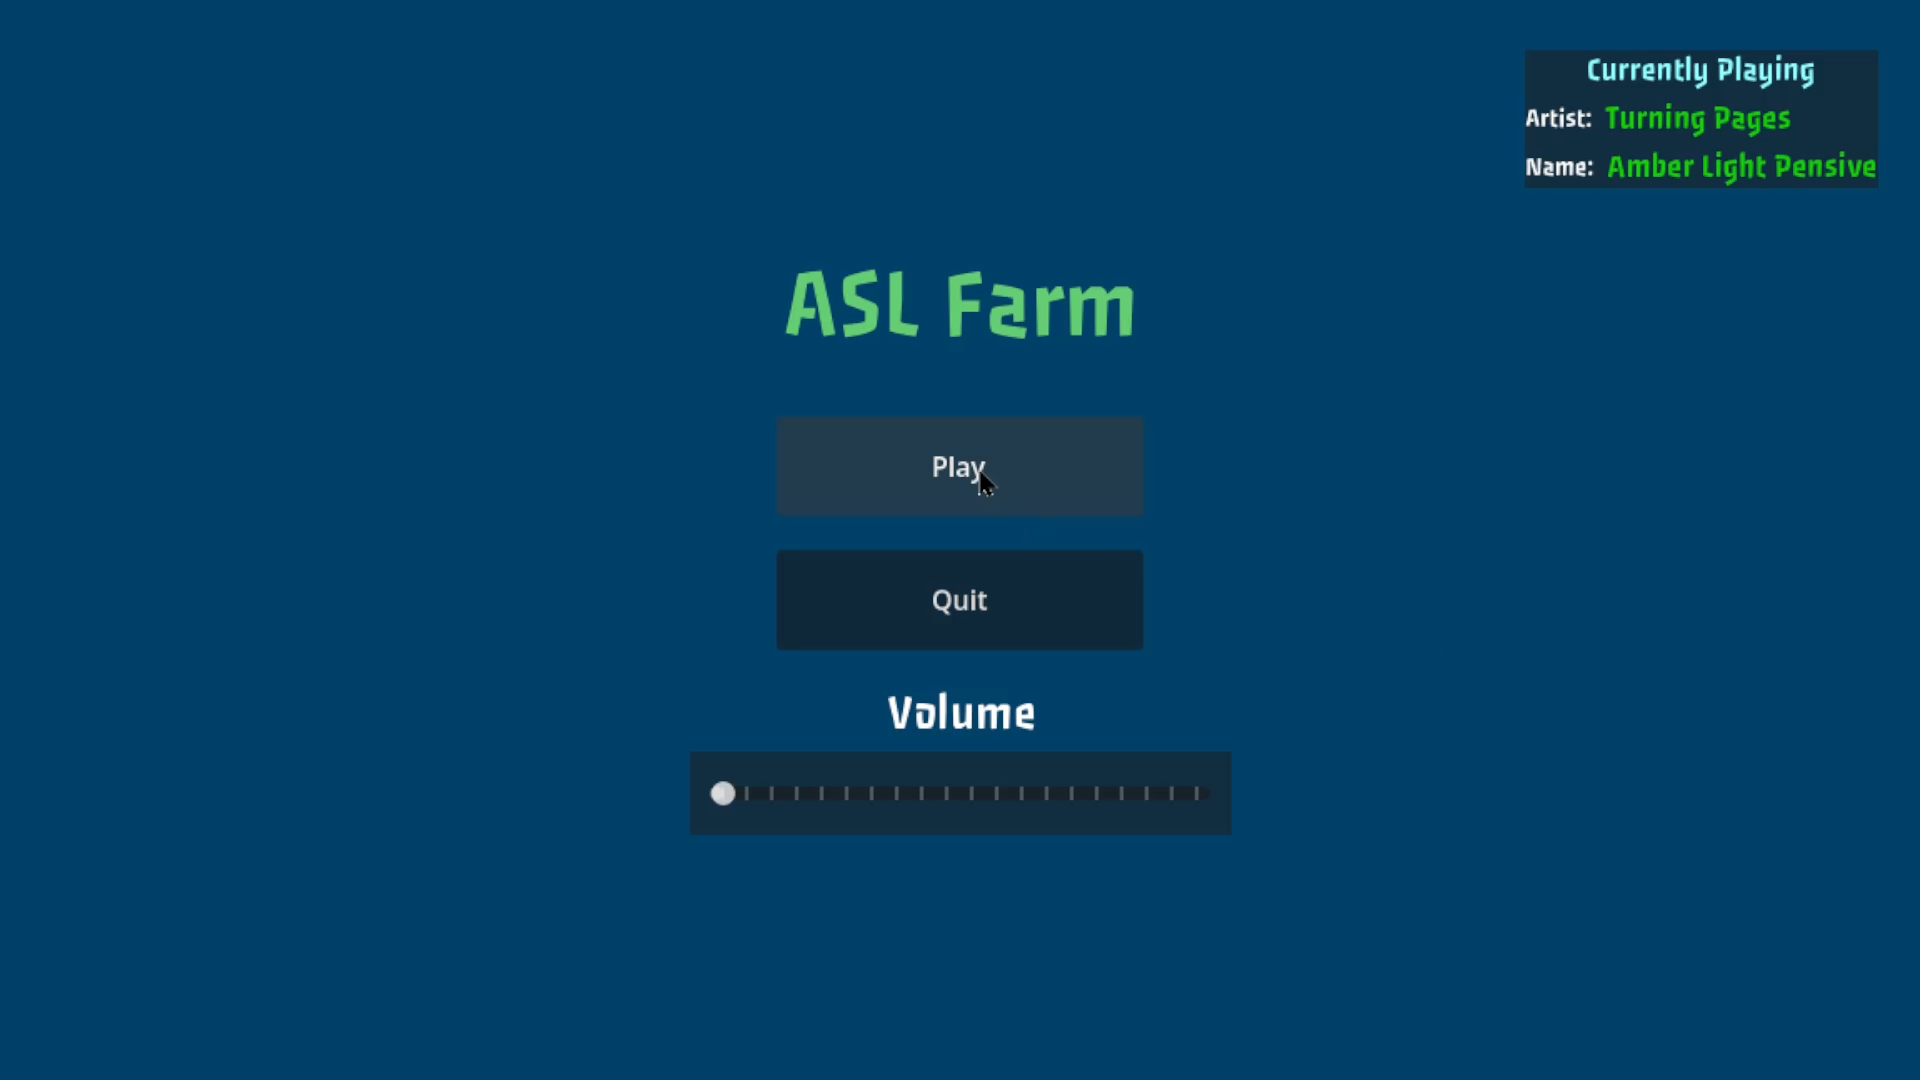 Currently Playing
Artist: Turning Pages
Name: Amber Light Pensive
ASL Farm
Play
Quit
Volume